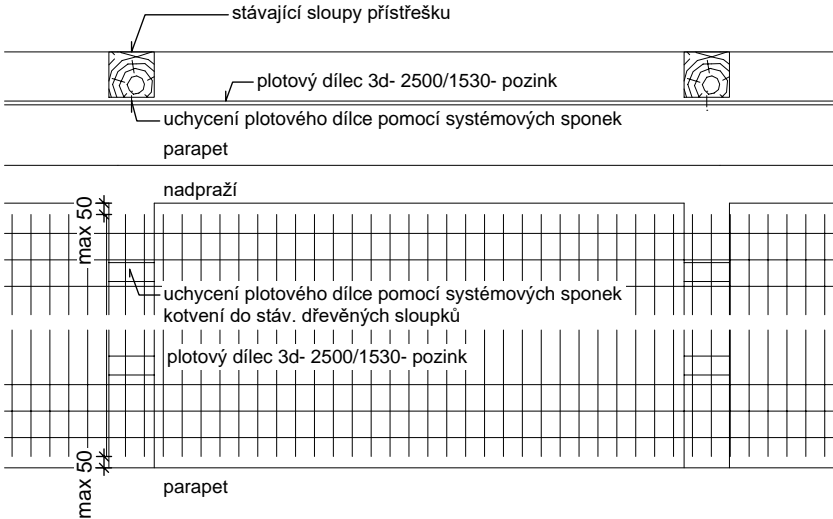 stávající sloupy přístřešku
plotový dílec 3d- 2500/1530- pozink
uchycení plotového dílce pomocí systémových sponek
parapet
nadpraží
max 50
uchycení plotového dílce pomocí systémových sponek
kotvení do stáv. dřevěných sloupků
plotový dílec 3d- 2500/1530- pozink
max 50
parapet